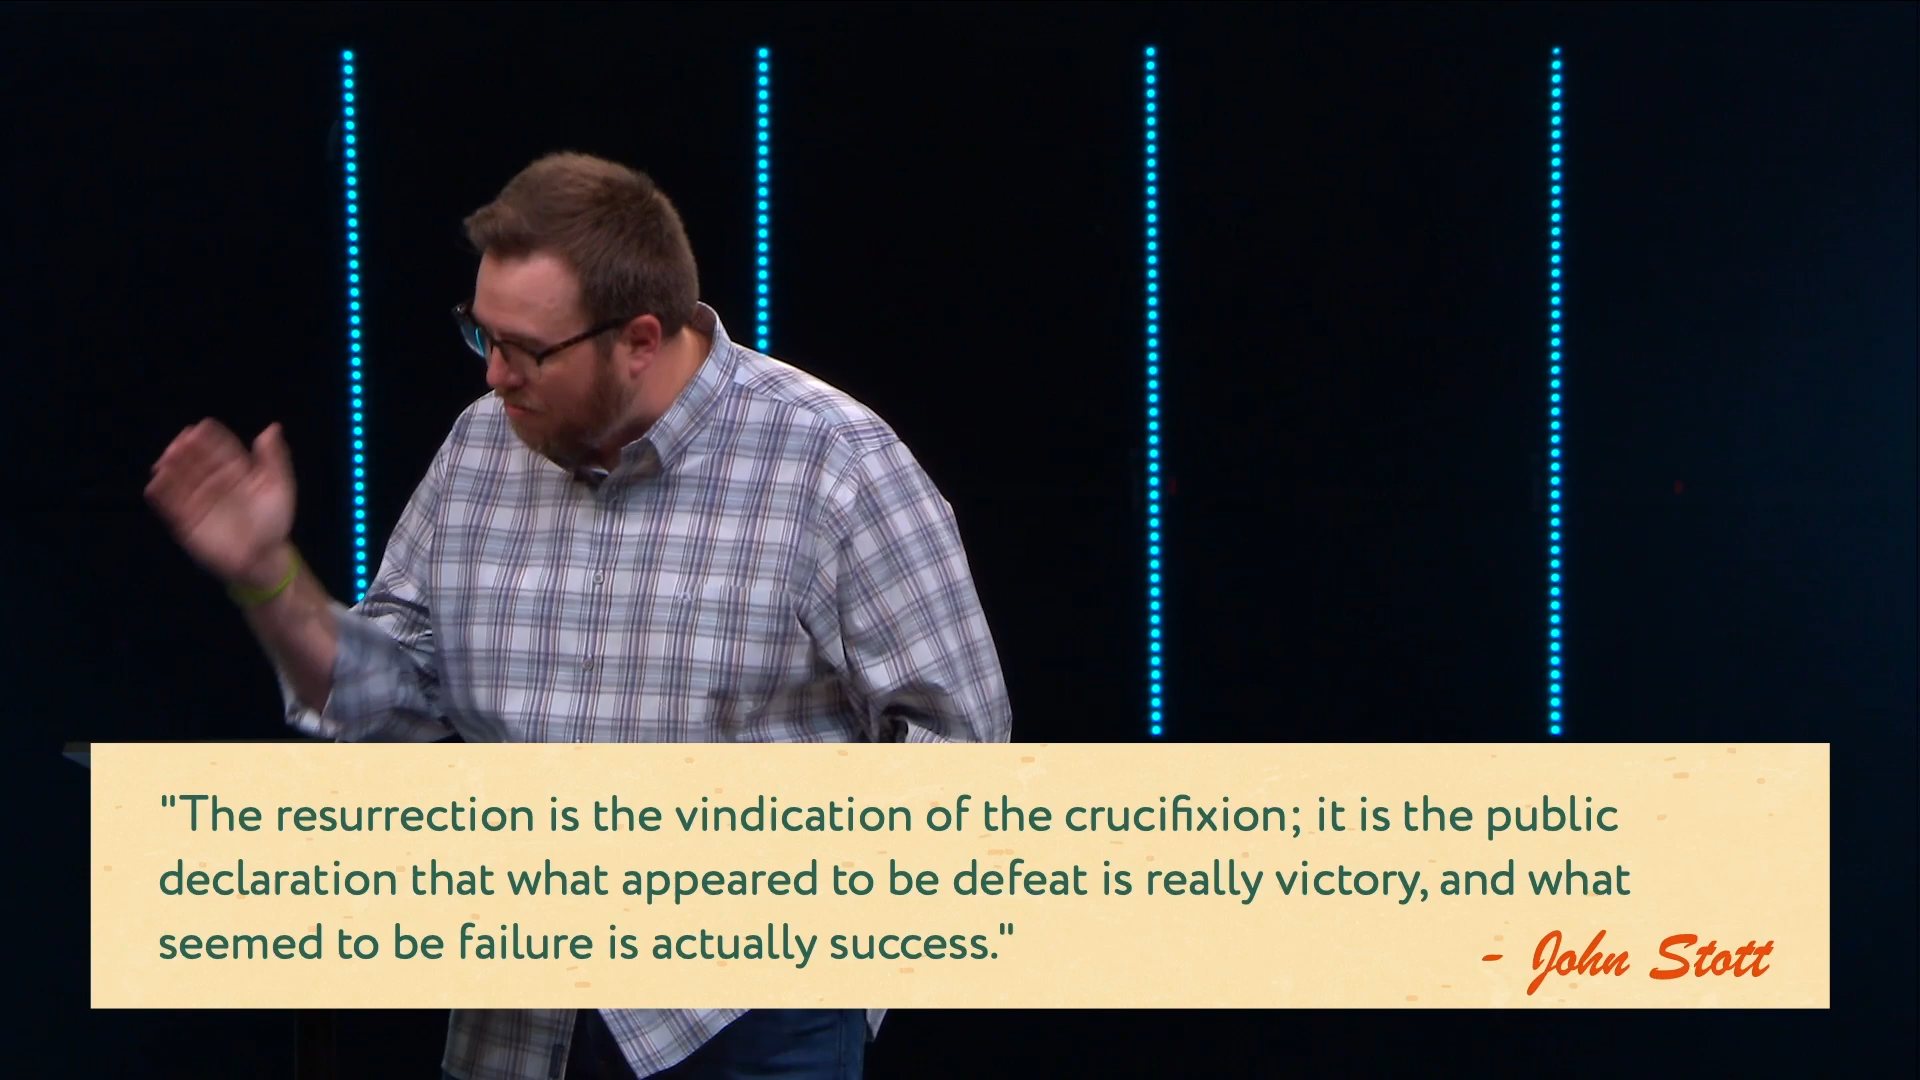 "The resurrection is the vindication of the crucifixion; it is the public
declaration that what appeared to be defeat is really victory, and what
seemed to be failure is actually success."
- John Stott